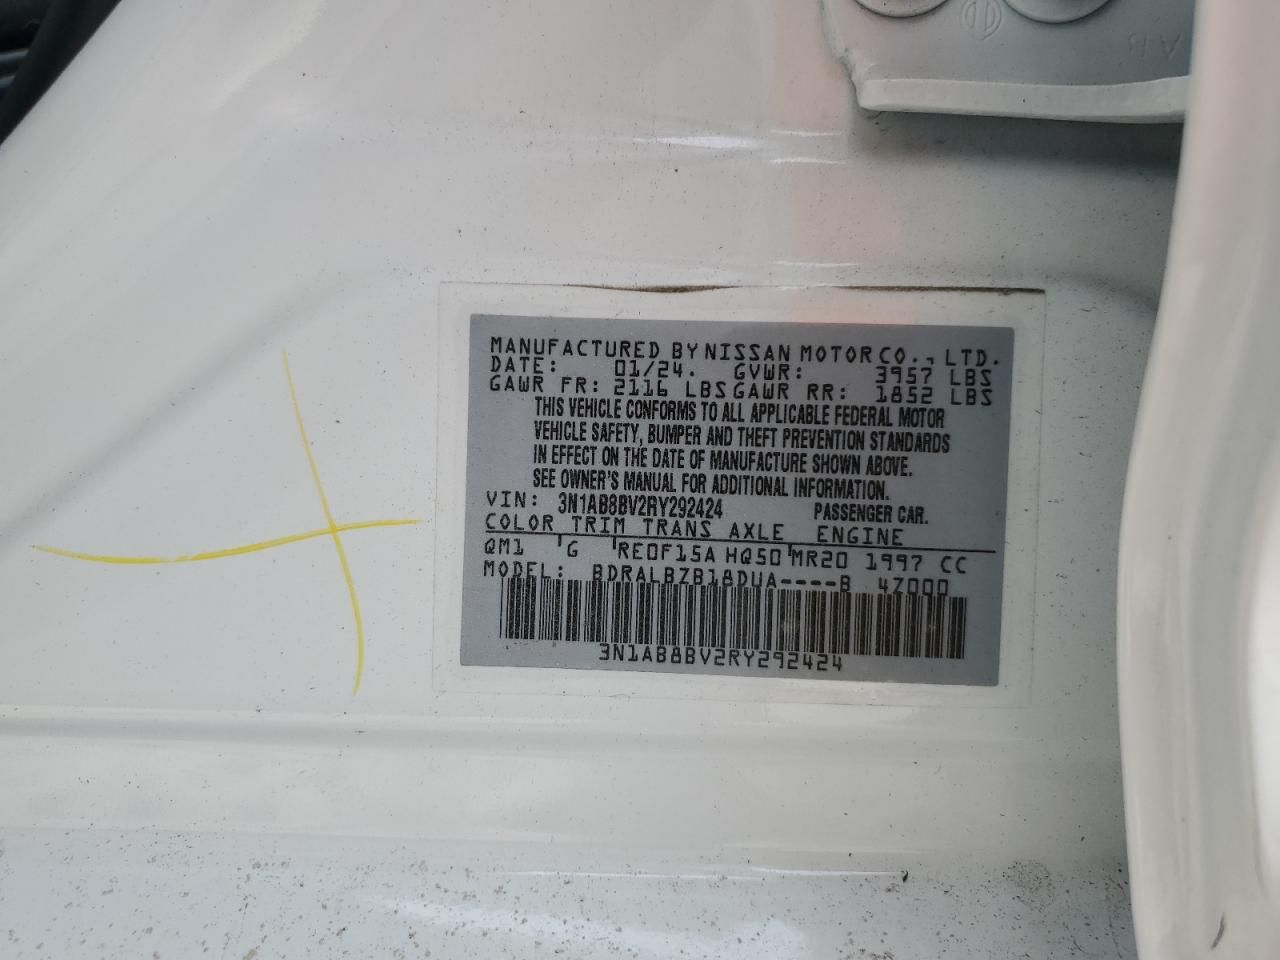 AB
MANUFACTURED BY NISSAN MOTOR CO., LTD.
DATE: 01/24. GVWR: 3957 LBS
GAWR FR: 2116 LBS GAWR RR: 1852 LBS
THIS VEHICLE CONFORMS TO ALL APPLICABLE FEDERAL MOTOR
VEHICLE SAFETY, BUMPER AND THEFT PREVENTION STANDARDS
IN EFFECT ON THE DATE OF MANUFACTURE SHOWN ABOVE.
SEE OWNER'S MANUAL FOR ADDITIONAL INFORMATION.
VIN: 3N1AB8BV2RY292424 PASSENGER CAR.
COLOR TRIM TRANS AXLE ENGINE
QM1 G RE0F15A HQ50 MR20 1997 CC
MODEL: BDRALBZB18DUA----B 4Z000
3N1AB8BV2RY292424